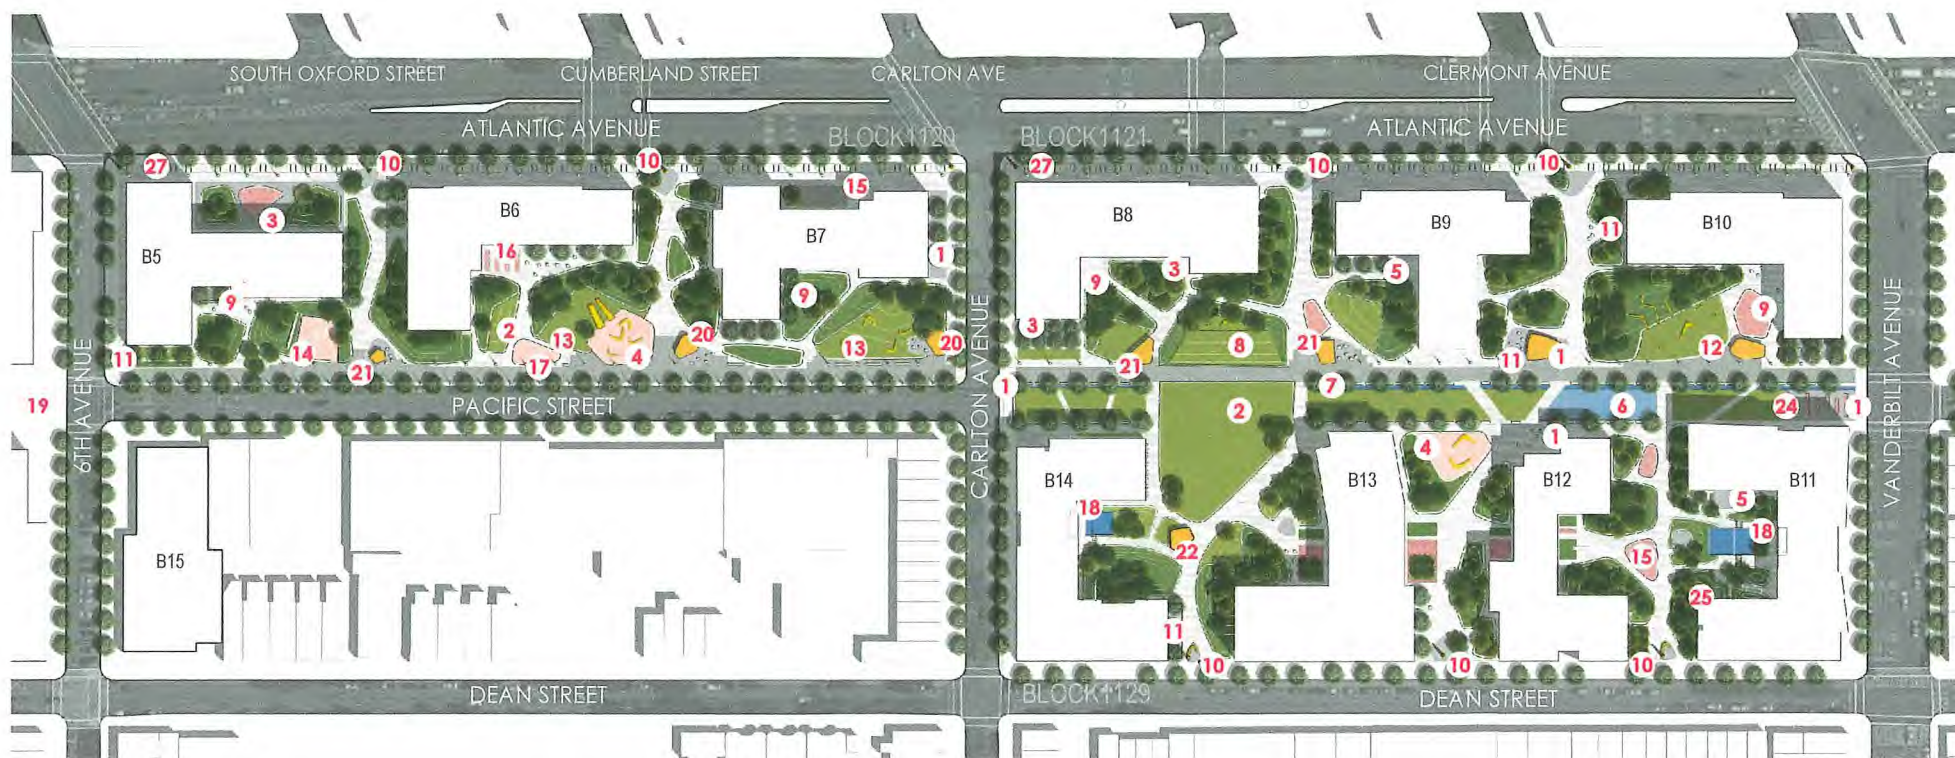 SOUTH OXFORD STREET CUMBERLAND STREET CARLTON AVE CLERMONT AVENUE
ATLANTIC AVENUE BLOCK1120 BLOCK1121 ATLANTIC AVENUE
27 10 10 15 27 10 10
3 B5 B6 B7 B8 B9 B10 11
16 1 3 5
9 9 9 9
11 14 21 2 13 17 4 20 13 20 3 21 8 21 11 1 12
6TH AVENUE CARLTON AVENUE VANDERBILT AVENUE
19 PACIFIC STREET 1 2 7 6 24 1
4 1
B14 B13 B12 B11
18 5 18
B15 22 15
25
11
10 10 10
DEAN STREET BLOCK1129 DEAN STREET